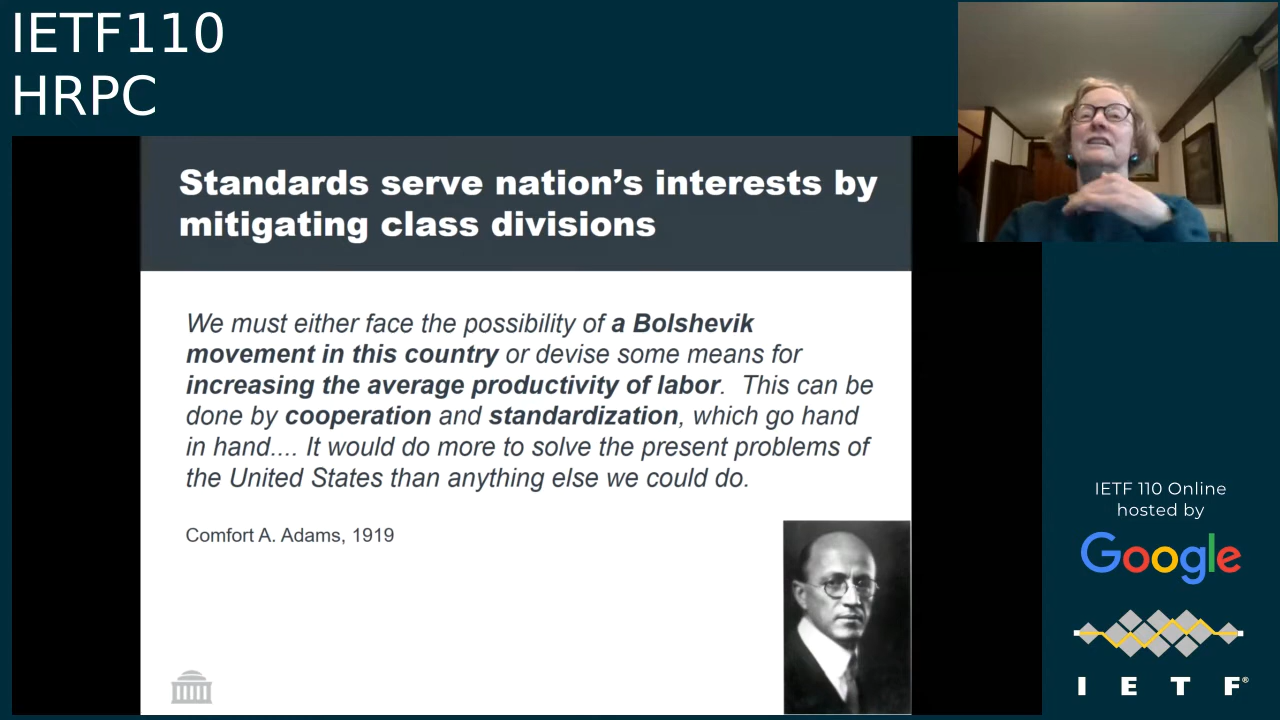 IETF110
HRPC
Standards serve nation’s interests by
mitigating class divisions
We must either face the possibility of a Bolshevik
movement in this country or devise some means for
increasing the average productivity of labor.  This can be
done by cooperation and standardization, which go hand
in hand.... It would do more to solve the present problems of
the United States than anything else we could do.
Comfort A. Adams, 1919
IETF 110 Online
hosted by
Google
I E T F®